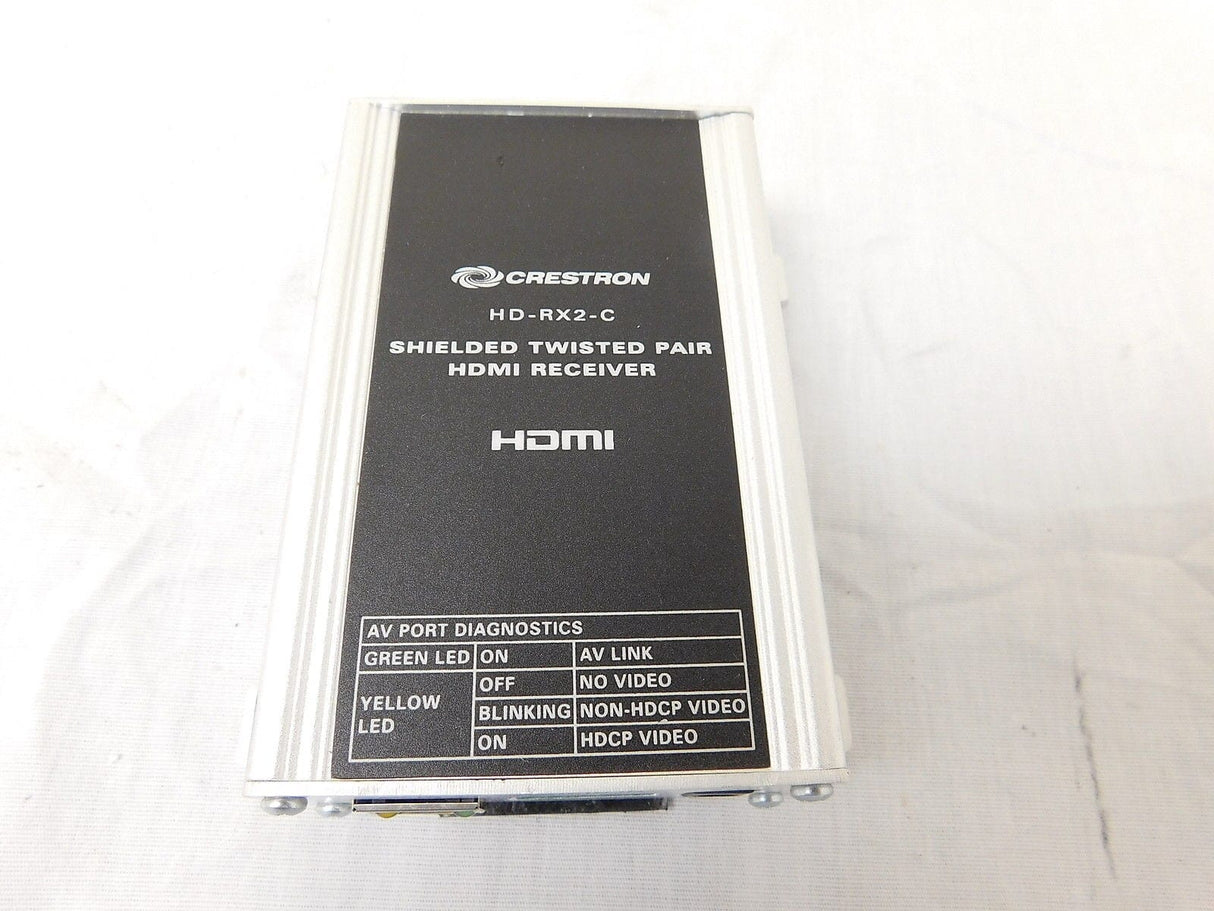 CRESTRON
HD-RX2-C
SHIELDED TWISTED PAIR
HDMI RECEIVER
HDMI
AV PORT DIAGNOSTICS
GREEN LED ON AV LINK
YELLOW LED OFF NO VIDEO
BLINKING NON-HDCP VIDEO
ON HDCP VIDEO